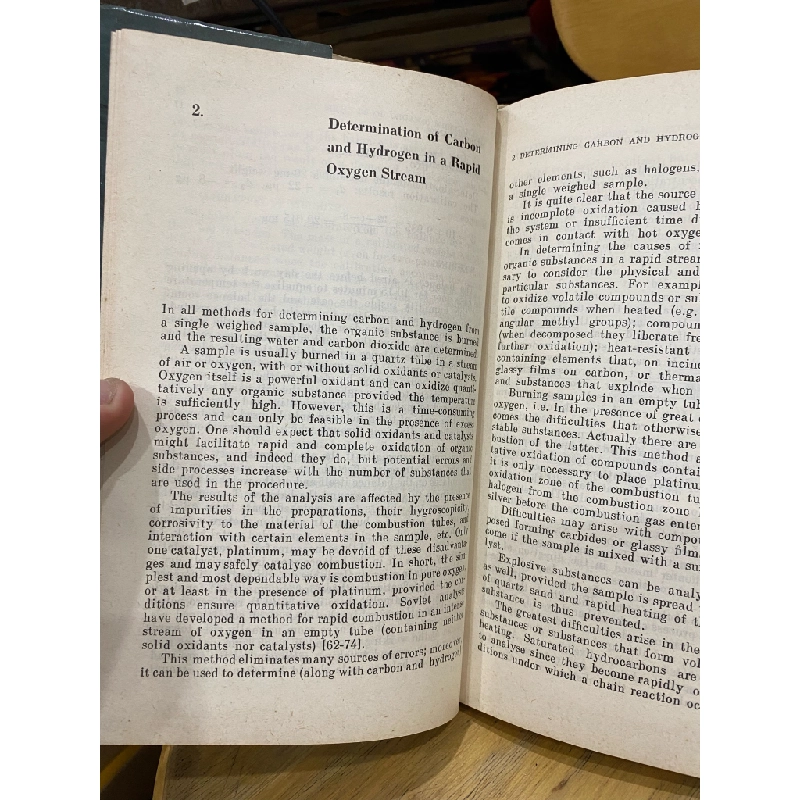 2.
Determination of Carbon
and Hydrogen in a Rapid
Oxygen Stream
In all methods for determining carbon and hydrogen from
a single weighed sample, the organic substance is burned
and the resulting water and carbon dioxide are determined
A sample is usually burned in a quartz tube in a stream
of air or oxygen, with or without solid oxidants or catalysts.
Oxygen itself is a powerful oxidant and can oxidize quanti-
tatively any organic substance provided the temperature
is sufficiently high. However, this is a time-consuming
process and can only be feasible in the presence of excess
oxygen. One should expect that solid oxidants and catalysts
might facilitate rapid and complete oxidation of organic
substances, and indeed they do, but potential errors and
side processes increase with the number of substances that
are used in the procedure.
The results of the analysis are affected by the presence
of impurities in the preparations, their hygroscopicity,
corrosivity to the material of the combustion tubes, and
interaction with certain elements in the sample, etc. Only
one catalyst, platinum, may be devoid of these disadvanta-
ges and may safely catalyse combustion. In short, the sim
plest and most dependable way is combustion in pure oxygen,
or at least in the presence of platinum, provided the con-
ditions ensure quantitative oxidation. Soviet analysts
have developed a method for rapid combustion in an intense
stream of oxygen in an empty tube (containing neither
solid oxidants nor catalysts) [62-74].
This method eliminates many sources of errors; moreover,
it can be used to determine (along with carbon and hydrogen)
2 DETERMINING CARBON AND HYDROG
other elements, such as halogens,
a single weighed sample.
It is quite clear that the source
is incomplete oxidation caused
the system or insufficient time d
comes in contact with hot oxyge
In determining the causes of
organic substances in a rapid stream
sary to consider the physical and
particular substances. For examp
to oxidize volatile compounds or su
tile compounds when heated (e.g.
angular methyl groups); compoun
(when decomposed they liberate fr
further oxidation); heat-resistant
containing elements that, on incin
glassy films on carbon, or therma
and substances that explode when
Burning samples in an empty tub
oxygen, i.e. in the presence of great
comes the difficulties that otherwise
stable substances. Actually there are
bustion of the latter. This method
tative oxidation of compounds contai
it is only necessary to place platinu
oxidation zone of the combustion tu
halogen from the combustion zone
silver before the combustion gas enter
Difficulties may arise with compo
posed forming carbides or glassy film
come if the sample is mixed with a su
lyst.
Explosive substances can be analy
as well, provided the sample is spread
of quartz sand and rapid heating of t
substance is thus prevented.
The greatest difficulties arise in the
substances or substances that form vol
heating. Saturated hydrocarbons are
to analyse since they become rapidly o
ditions under which a chain reaction oc